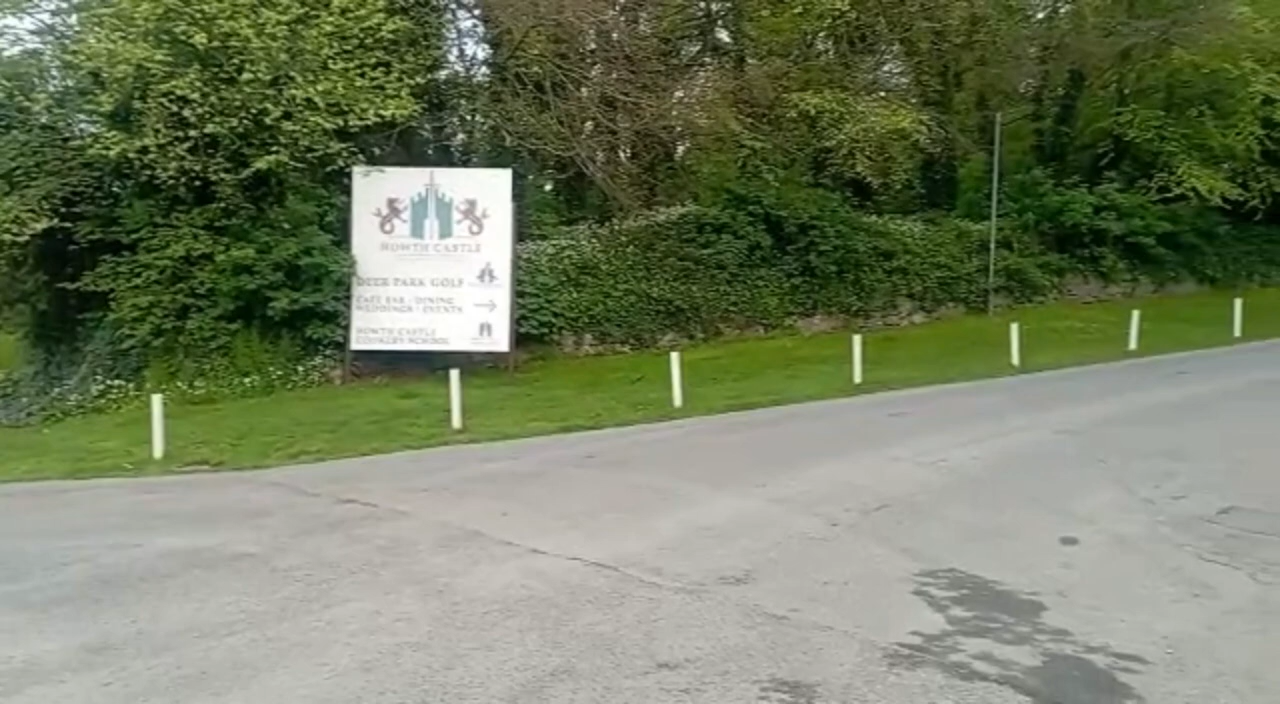 HOWTH CASTLE
DEER PARK GOLF
CAFE BAR · DINING
WEDDINGS · EVENTS
HOWTH CASTLE
COOKERY SCHOOL